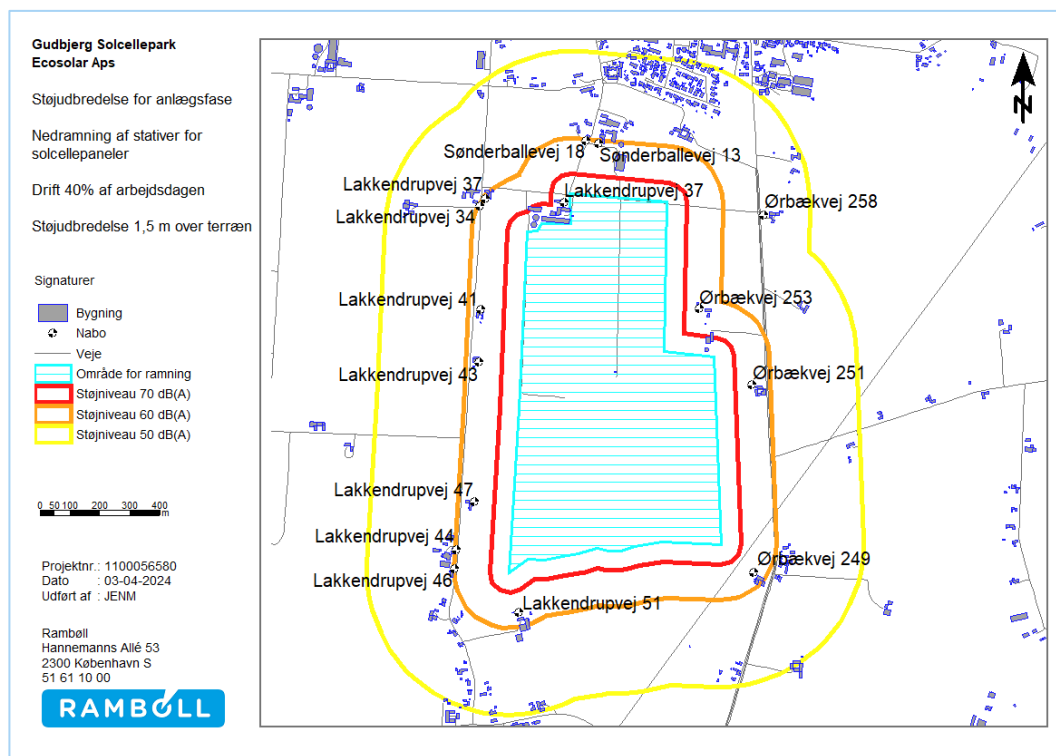 Gudbjerg Solcellepark
Ecosolar Aps
Støjudbredelse for anlægsfase
Nedramning af stativer for
solcellepaneler
Drift 40% af arbejdsdagen
Støjudbredelse 1,5 m over terræn
Signaturer
Bygning
Nabo
Veje
Område for ramning
Støjniveau 70 dB(A)
Støjniveau 60 dB(A)
Støjniveau 50 dB(A)
0 50 100 200 300 400
m
Projektnr.: 1100056580
Dato : 03-04-2024
Udført af : JENM
Rambøll
Hannemanns Allé 53
2300 København S
51 61 10 00
RAMBOLL
N
Sønderballevej 18
Sønderballevej 13
Lakkendrupvej 37
Lakkendrupvej 37
Lakkendrupvej 34
Ørbækvej 258
Lakkendrupvej 41
Ørbækvej 253
Lakkendrupvej 43
Ørbækvej 251
Lakkendrupvej 47
Lakkendrupvej 44
Ørbækvej 249
Lakkendrupvej 46
Lakkendrupvej 51